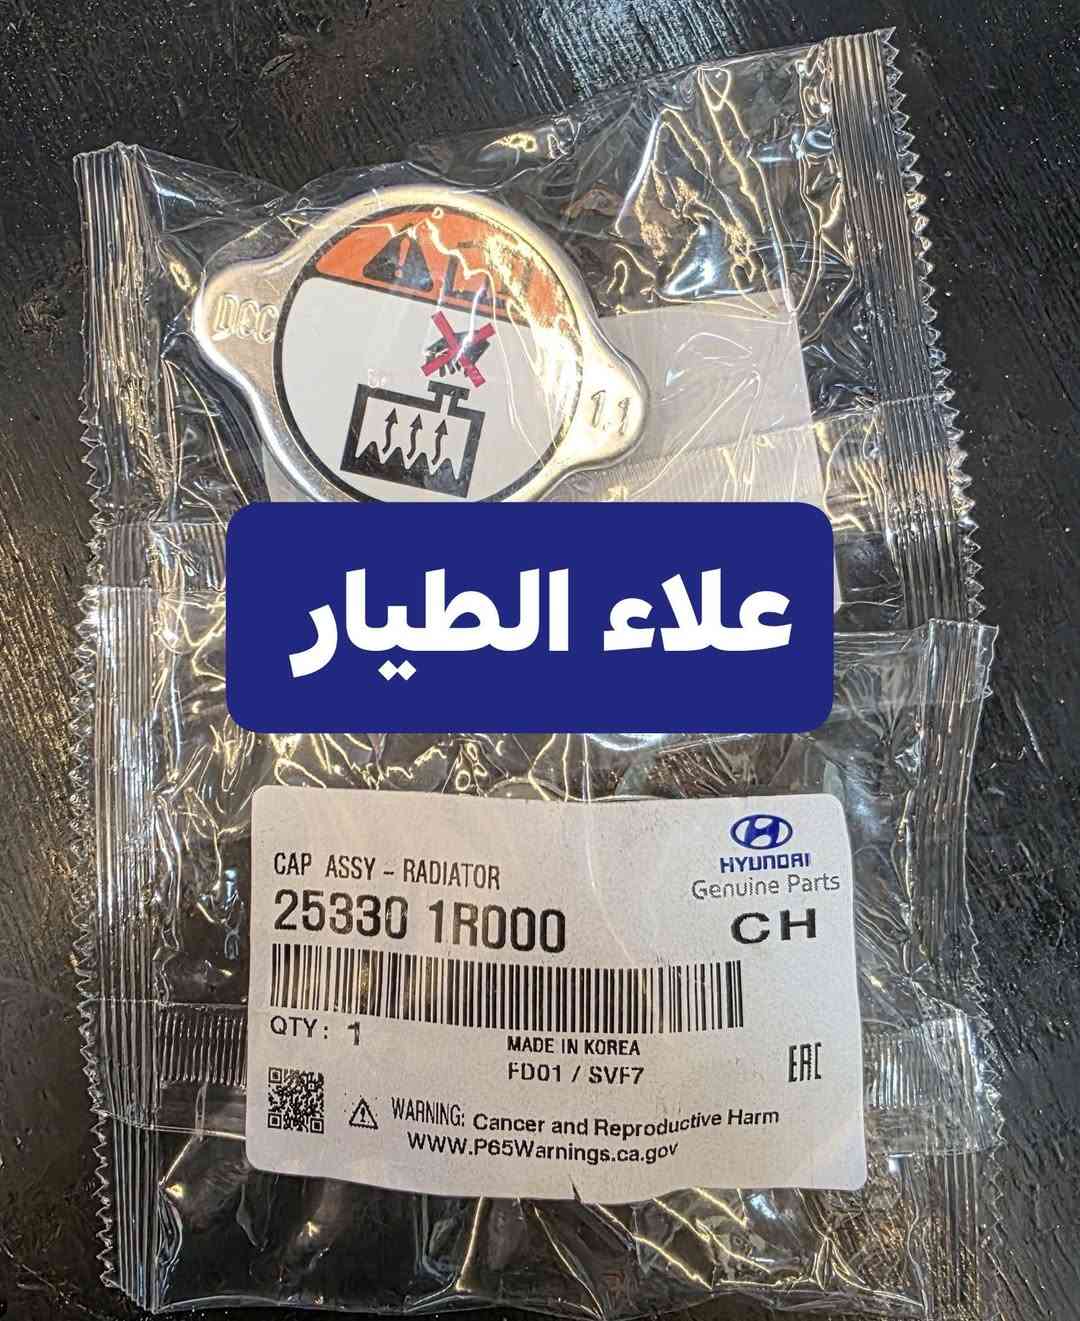 DCC
1.1
علاء الطيار
HYUNDAI
Genuine Parts
CAP ASSY - RADIATOR
25330 1R000
CH
QTY: 1
MADE IN KOREA
FD01 / SVF7
EAC
WARNING: Cancer and Reproductive Harm
WWW.P65Warnings.ca.gov